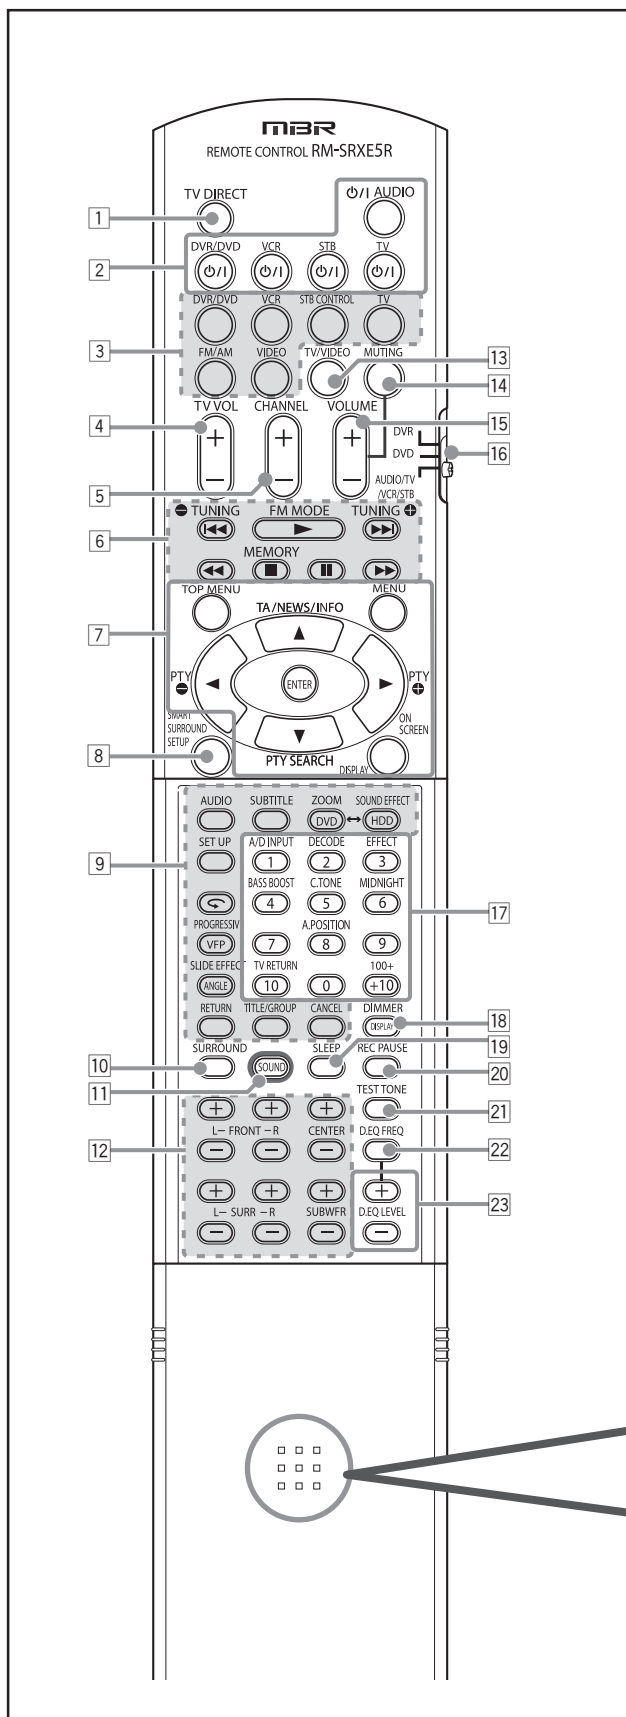 mBR
REMOTE CONTROL RM-SRXE5R
TV DIRECT
⏻/I AUDIO
1
DVR/DVD VCR STB TV
2
⏻/I ⏻/I ⏻/I ⏻/I
DVR/DVD VCR STB CONTROL TV
3
FM/AM VIDEO TV/VIDEO MUTING
13
14
TV VOL CHANNEL VOLUME
4
15
+ + +
DVR
DVD
16
AUDIO/TV
/VCR/STB
– – –
5
TUNING FM MODE TUNING
6
MEMORY
TOP MENU MENU
TA/NEWS/INFO
7
PTY ENTER PTY
SMART
SURROUND
SETUP
ON
SCREEN
8
PTY SEARCH
DISPLAY
AUDIO SUBTITLE ZOOM SOUND EFFECT
DVD ↔ HDD
SET UP A/D INPUT DECODE EFFECT
9
1 2 3
BASS BOOST C.TONE MIDNIGHT
4 5 6
17
PROGRESSIV A.POSITION
VFP 7 8 9
SLIDE EFFECT TV RETURN 100+
ANGLE 10 0 +10
RETURN TITLE/GROUP CANCEL DIMMER
DISPLAY
18
SURROUND SLEEP REC PAUSE
19
10
SOUND
20
11
TEST TONE
21
+ + +
L– FRONT –R CENTER D.EQ FREQ
12
– – –
22
+ + + +
L– SURR –R SUBWFR D.EQ LEVEL
23
– – – –